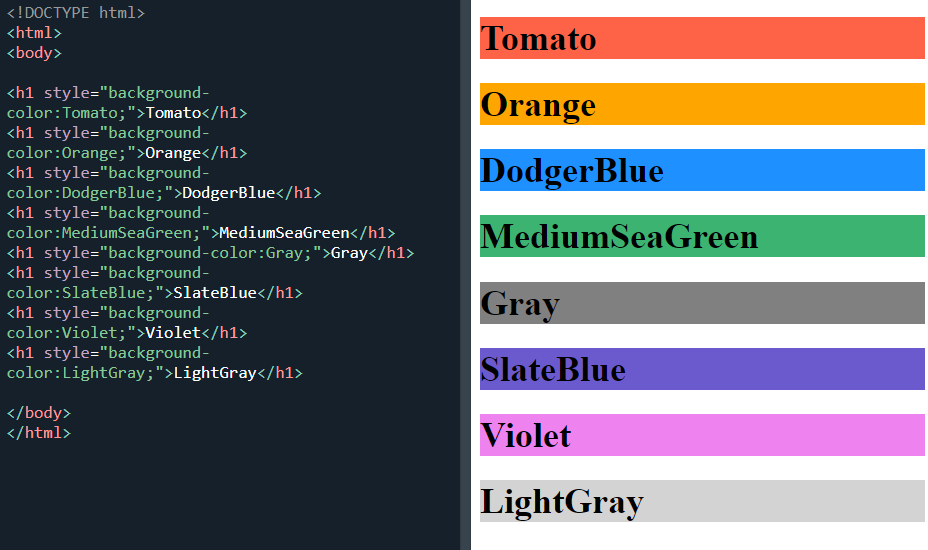 <!DOCTYPE html>
<html>
<body>
<h1 style="background-
color:Tomato;">Tomato</h1>
<h1 style="background-
color:Orange;">Orange</h1>
<h1 style="background-
color:DodgerBlue;">DodgerBlue</h1>
<h1 style="background-
color:MediumSeaGreen;">MediumSeaGreen</h1>
<h1 style="background-color:Gray;">Gray</h1>
<h1 style="background-
color:SlateBlue;">SlateBlue</h1>
<h1 style="background-
color:Violet;">Violet</h1>
<h1 style="background-
color:LightGray;">LightGray</h1>
</body>
</html>
Tomato
Orange
DodgerBlue
MediumSeaGreen
Gray
SlateBlue
Violet
LightGray